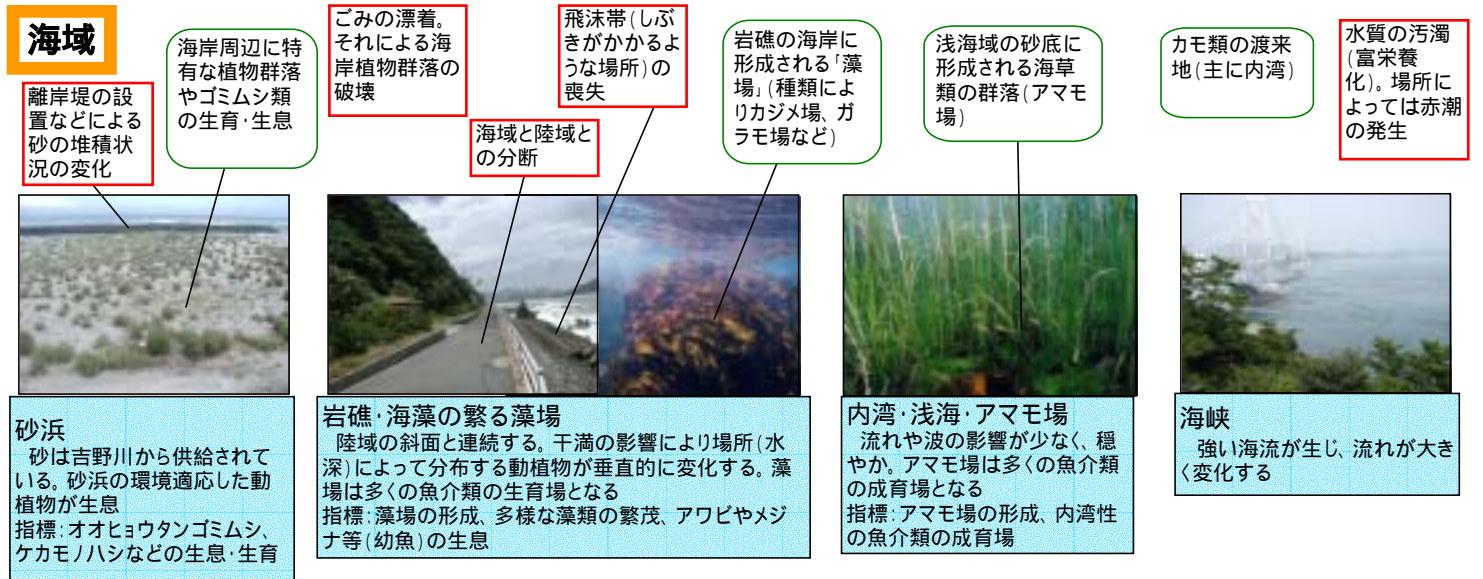 海域
離岸堤の設
置などによる
砂の堆積状
況の変化
海岸周辺に特
有な植物群落
やゴミムシ類
の生育・生息
ごみの漂着。
それによる海
岸植物群落の
破壊
海域と陸域と
の分断
飛沫帯(しぶ
きがかかるよ
うな場所)の
喪失
岩礁の海岸に
形成される「藻
場」(種類によ
りカジメ場、ガ
ラモ場など)
浅海域の砂底に
形成される海草
類の群落(アマモ
場)
カモ類の渡来
地(主に内湾)
水質の汚濁
(富栄養
化)。場所に
よっては赤潮
の発生
砂浜
砂は吉野川から供給されて
いる。砂浜の環境適応した動
植物が生息
指標:オオヒョウタンゴミムシ、
ケカモノハシなどの生息・生育
岩礁・海藻の繁る藻場
陸域の斜面と連続する。干満の影響により場所(水
深)によって分布する動植物が垂直的に変化する。藻
場は多くの魚介類の生育場となる
指標:藻場の形成、多様な藻類の繁茂、アワビやメジ
ナ等(幼魚)の生息
内湾・浅海・アマモ場
流れや波の影響が少なく、穏
やか。アマモ場は多くの魚介類
の成育場となる
指標:アマモ場の形成、内湾性
の魚介類の成育場
海峡
強い海流が生じ、流れが大き
く変化する